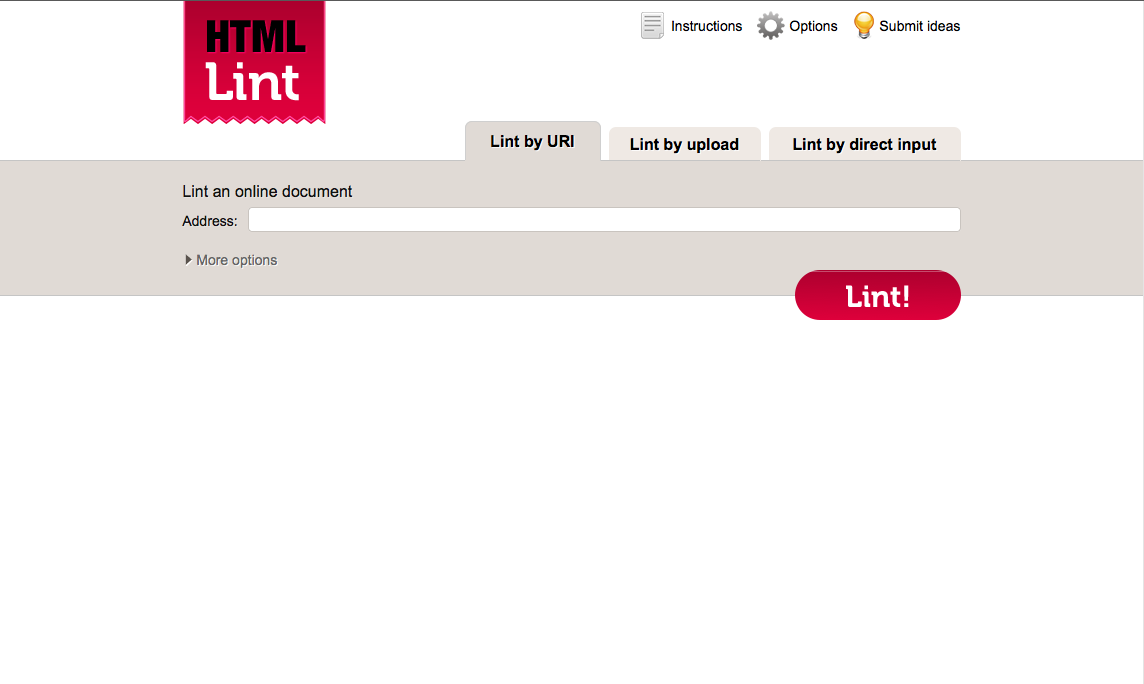 HTML
Lint
Instructions
Options
Submit ideas
Lint by URI
Lint by upload
Lint by direct input
Lint an online document
Address:
More options
Lint!